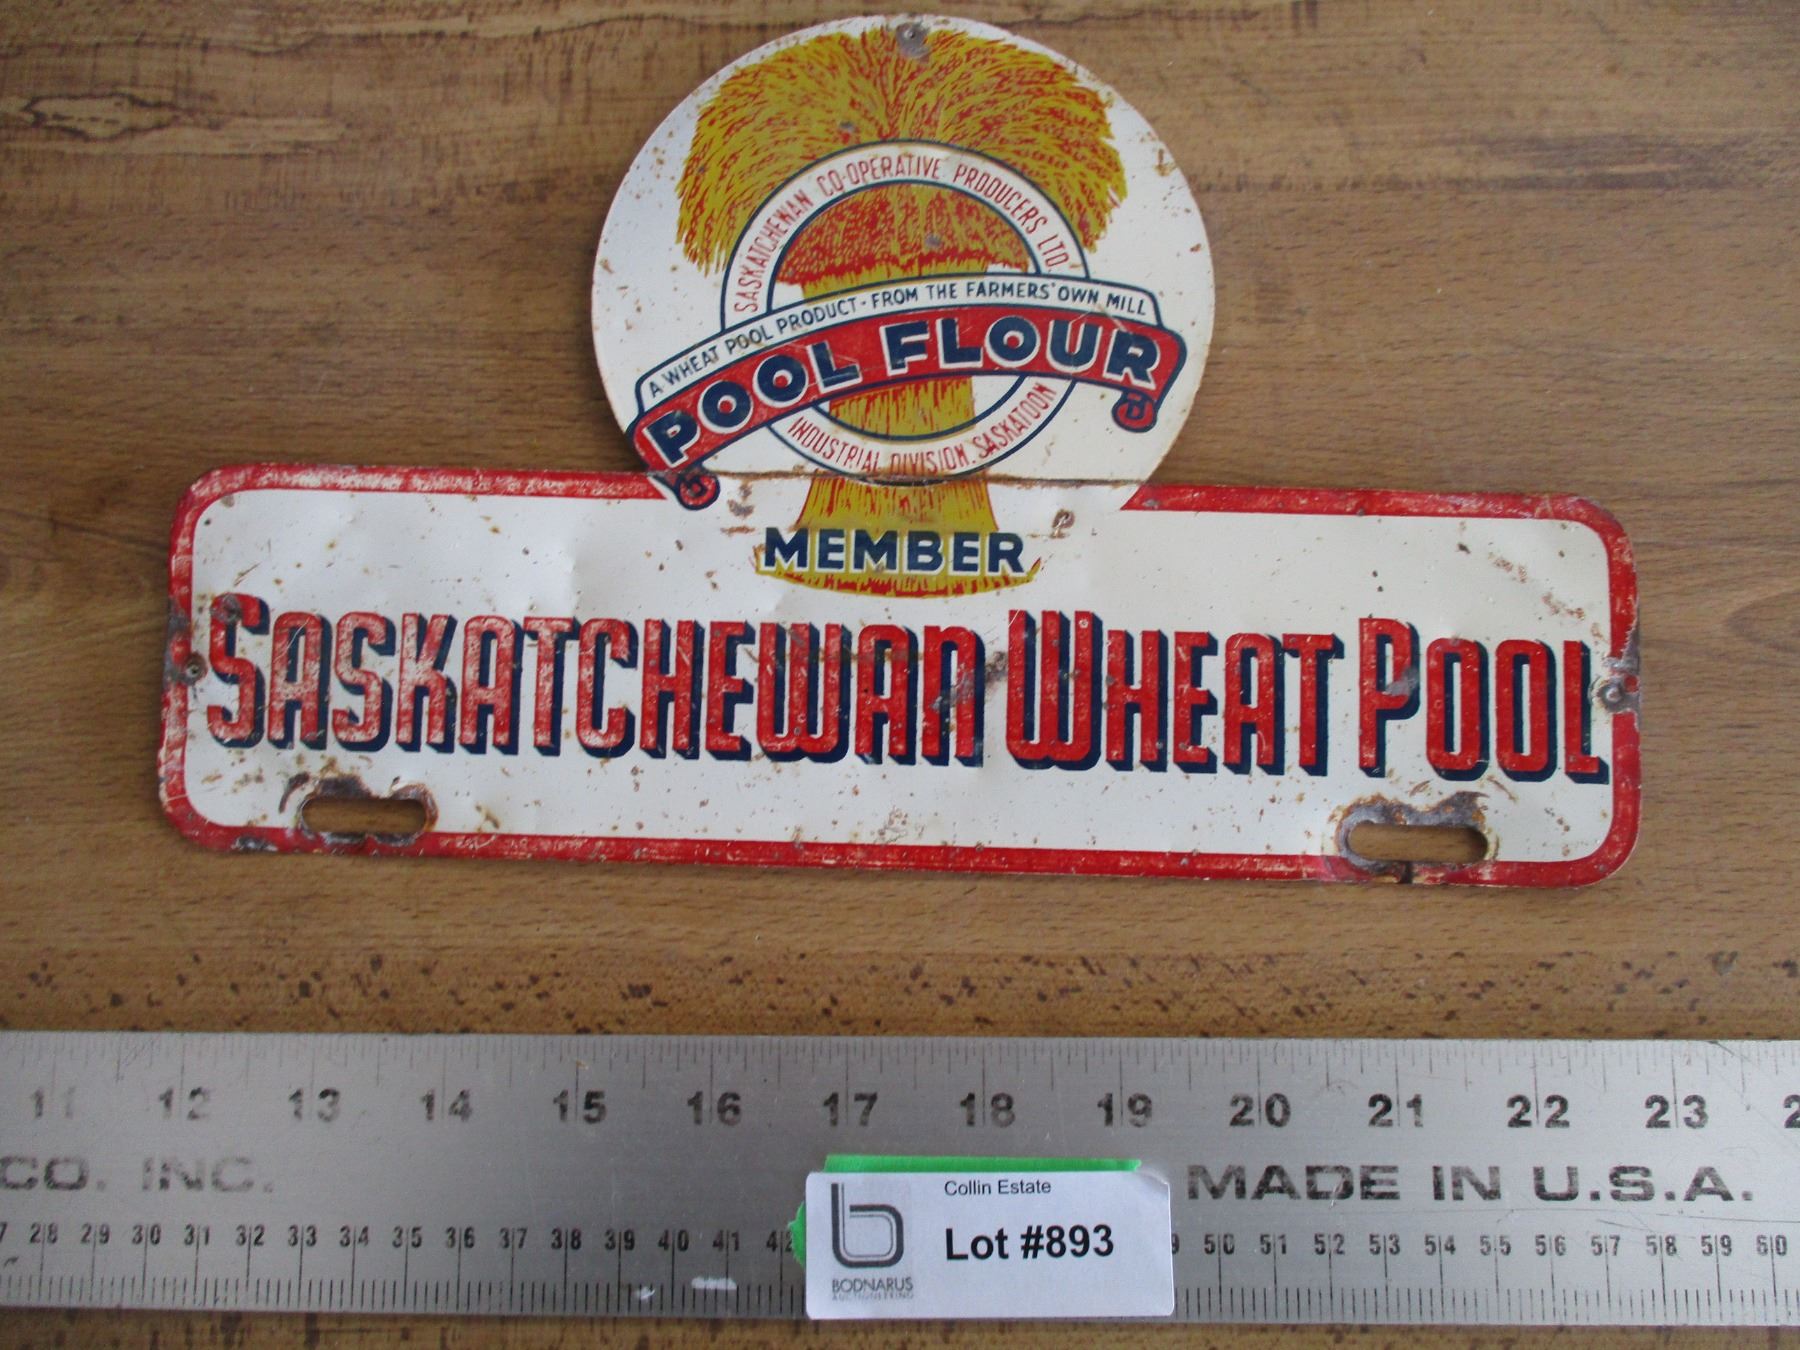 SASKATCHEWAN CO-OPERATIVE PRODUCERS LTD.
A WHEAT POOL PRODUCT - FROM THE FARMERS' OWN MILL
POOL FLOUR
INDUSTRIAL DIVISION. SASKATOON
MEMBER
SASKATCHEWAN WHEAT POOL
11 12 13 14 15 16 17 18 19 20 21 22 23
CO. INC.
MADE IN U.S.A.
28 29 30 31 32 33 34 35 36 37 38 39 40 41 50 51 52 53 54 55 56 57 58 59 60
Collin Estate
Lot #893
BODNARUS
AUCTIONEERING